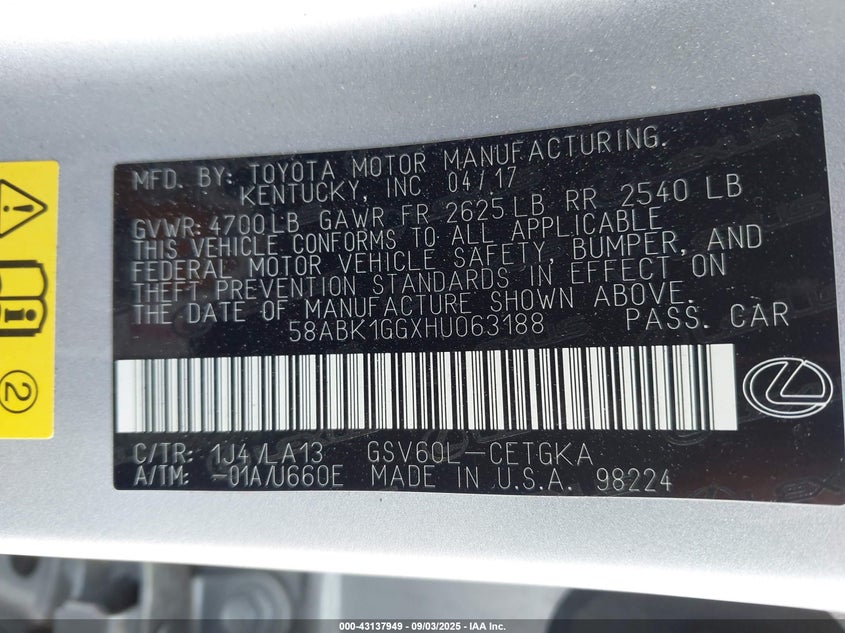 MFD. BY: TOYOTA MOTOR MANUFACTURING.
KENTUCKY, INC 04/17
GVWR: 4700LB GAWR FR 2625LB RR 2540 LB
THIS VEHICLE CONFORMS TO ALL APPLICABLE
FEDERAL MOTOR VEHICLE SAFETY, BUMPER, AND
THEFT PREVENTION STANDARDS IN EFFECT ON
THE DATE OF MANUFACTURE SHOWN ABOVE.
58ABK1GGXHU063188 PASS. CAR
C/TR: 1J4/LA13 GSV60L-CETGKA
A/TM: -01A/U660E MADE IN U.S.A. 98224
2
000-43137949 - 09/03/2025 - IAA Inc.